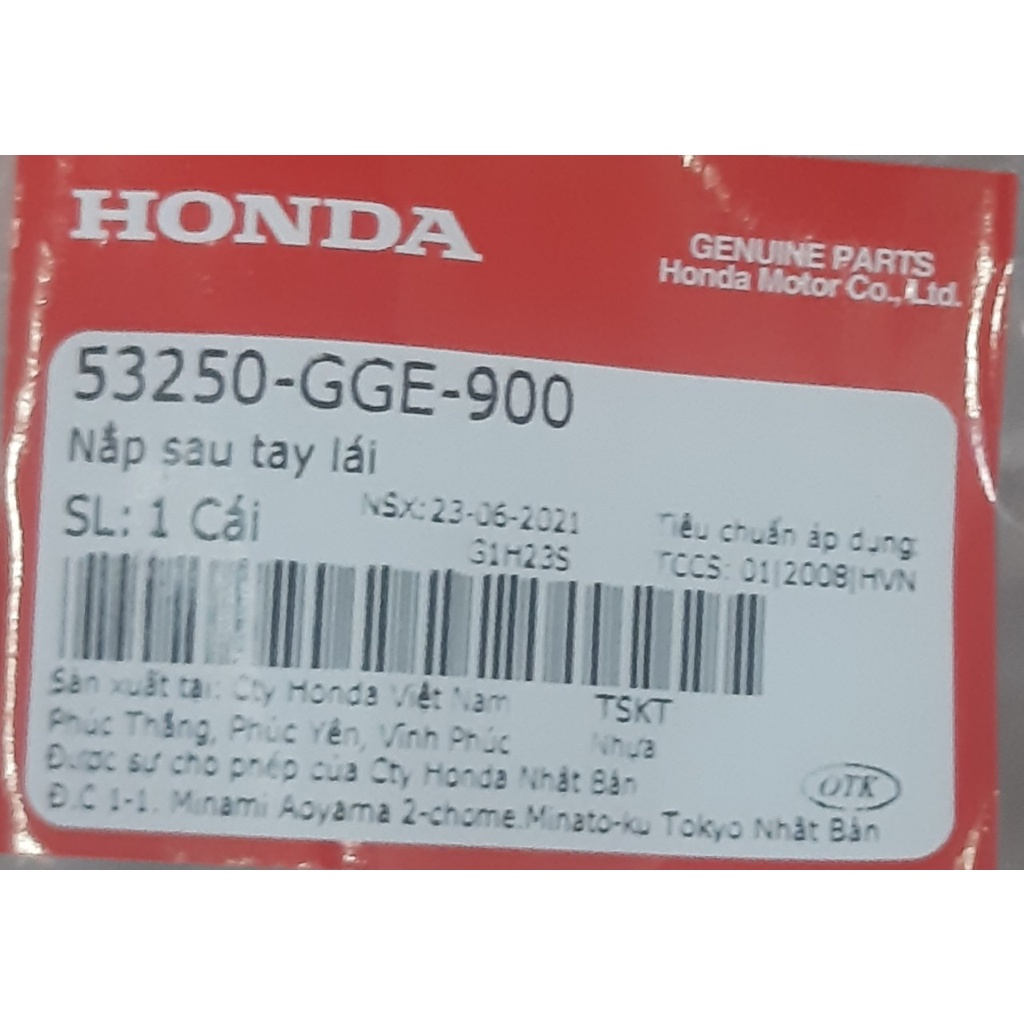 HONDA
GENUINE PARTS
Honda Motor Co., Ltd.
53250-GGE-900
Nắp sau tay lái
SL: 1 Cái
NSX: 23-06-2021
G1H23S
Tiêu chuẩn áp dụng:
TCCS: 01|2008|HVN
Sản xuất tại: Cty Honda Việt Nam
Phúc Thắng, Phúc Yên, Vĩnh Phúc
TSKT
Nhựa
Được sự cho phép của Cty Honda Nhật Bản
Đ.C 1-1. Minami Aoyama 2-chome.Minato-ku Tokyo Nhật Bản
OTK